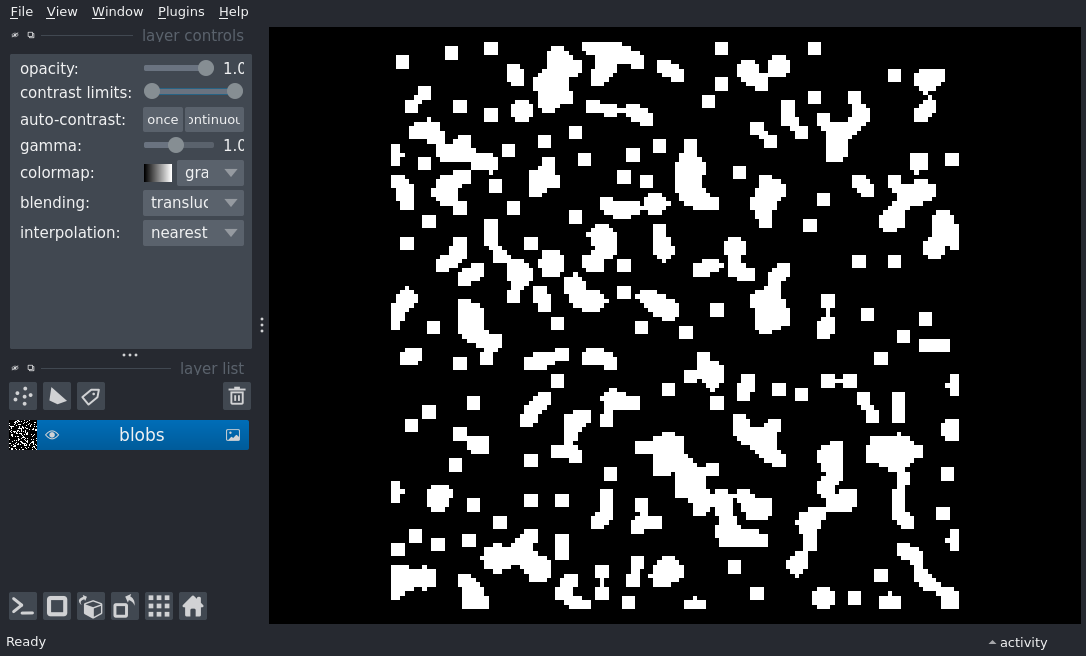 File View Window Plugins Help
layer controls
opacity: 1.0
contrast limits:
auto-contrast: once ontinuou
gamma: 1.0
colormap: gra
blending: transluc
interpolation: nearest
layer list
blobs
Ready
activity